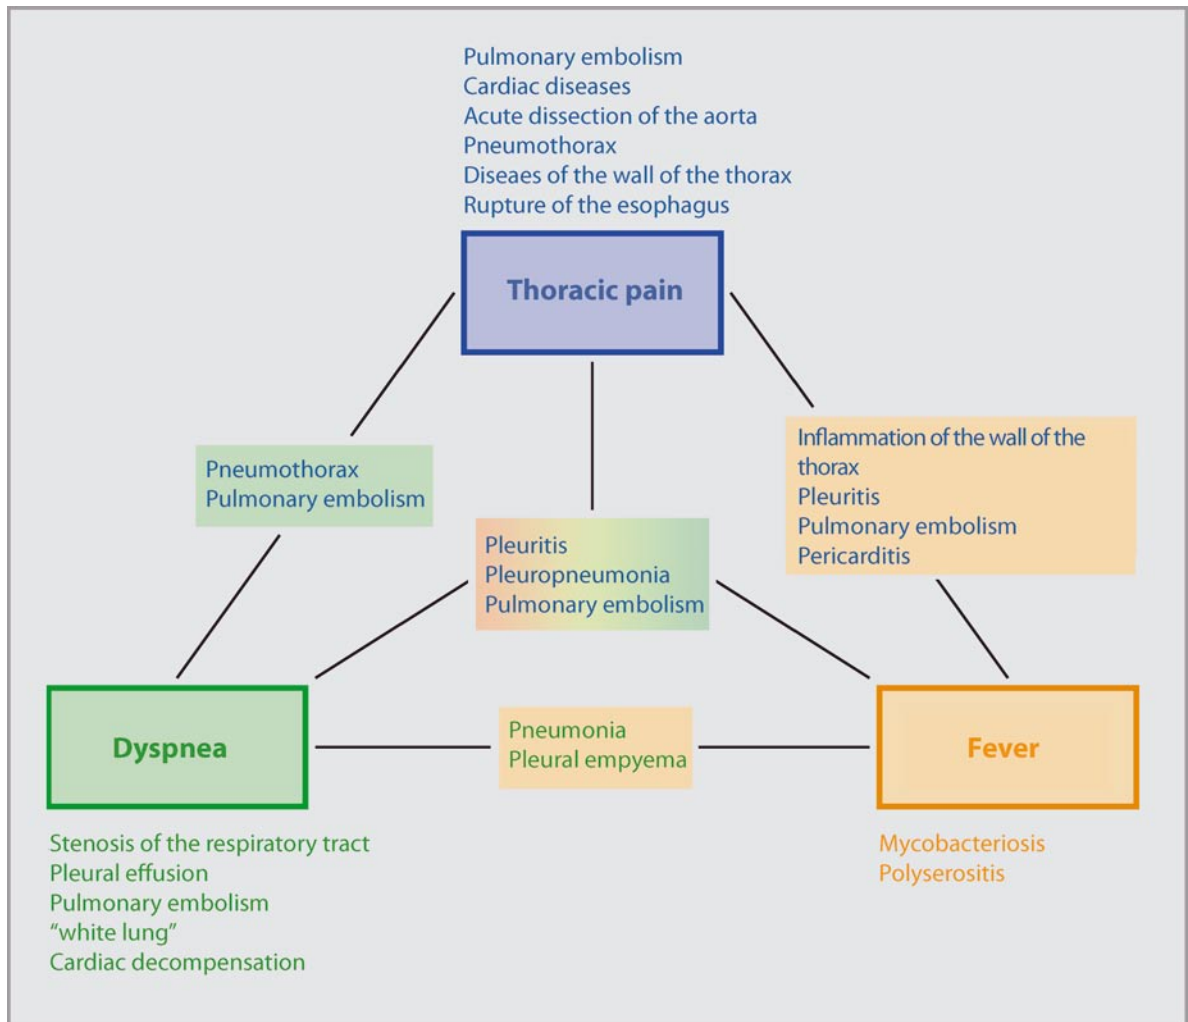 Pulmonary embolism
Cardiac diseases
Acute dissection of the aorta
Pneumothorax
Diseaes of the wall of the thorax
Rupture of the esophagus
Thoracic pain
Pneumothorax
Pulmonary embolism
Inflammation of the wall of the
thorax
Pleuritis
Pulmonary embolism
Pericarditis
Pleuritis
Pleuropneumonia
Pulmonary embolism
Dyspnea
Pneumonia
Pleural empyema
Fever
Stenosis of the respiratory tract
Pleural effusion
Pulmonary embolism
“white lung”
Cardiac decompensation
Mycobacteriosis
Polyserositis